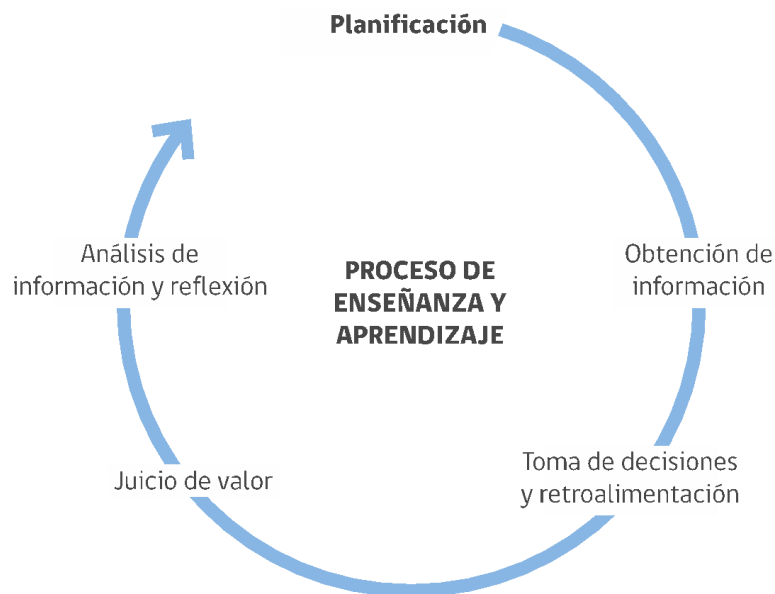 Planificación
Análisis de
información y reflexión
PROCESO DE
ENSEÑANZA Y
APRENDIZAJE
Obtención de
información
Juicio de valor
Toma de decisiones
y retroalimentación